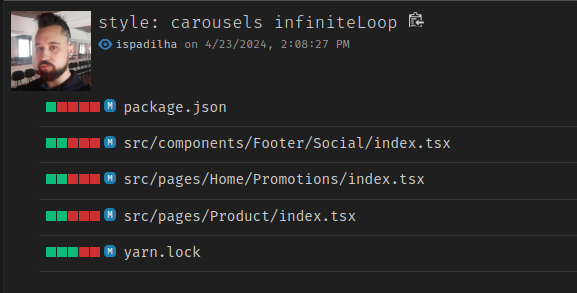 style: carousels infiniteLoop
ispadilha on 4/23/2024, 2:08:27 PM
M package.json
M src/components/Footer/Social/index.tsx
M src/pages/Home/Promotions/index.tsx
M src/pages/Product/index.tsx
M yarn.lock